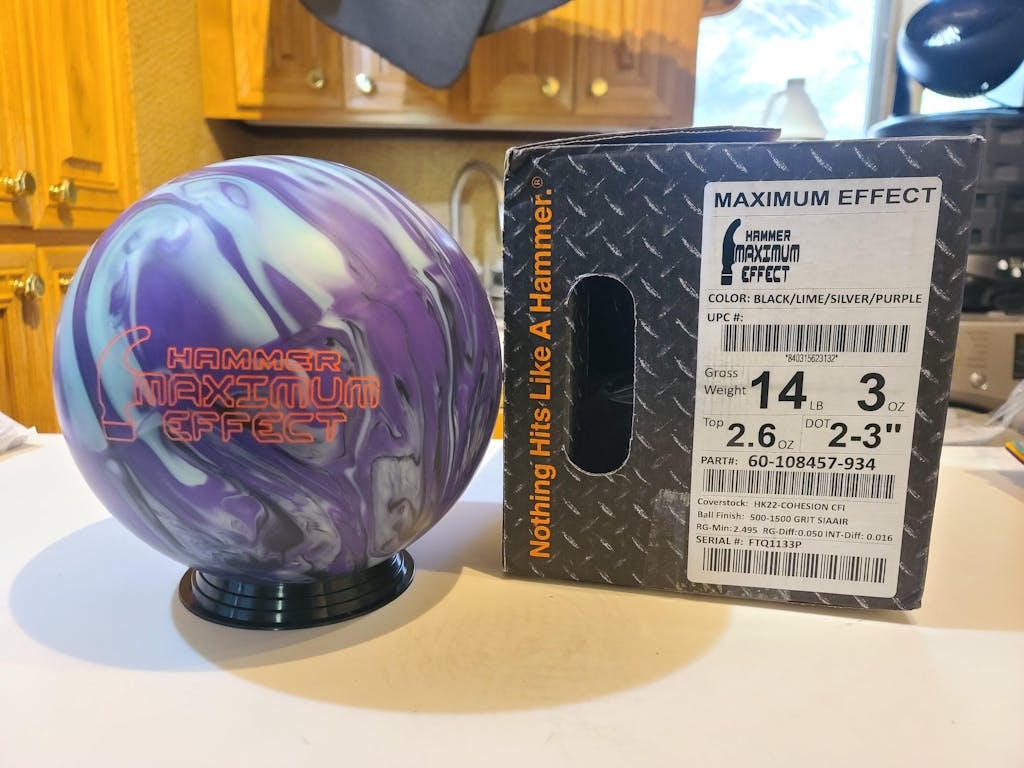 HAMMER
MAXIMUM
EFFECT
Nothing Hits Like A Hammer.®
MAXIMUM EFFECT
HAMMER
MAXIMUM
EFFECT
COLOR: BLACK/LIME/SILVER/PURPLE
UPC #:
*840315623132*
Gross Weight 14 LB 3 OZ
Top 2.6 OZ DOT 2-3"
PART#: 60-108457-934
Coverstock: HK22-COHESION CFI
Ball Finish: 500-1500 GRIT SIAAIR
RG-Min: 2.495 RG-Diff:0.050 INT-Diff: 0.016
SERIAL #: FTQ1133P